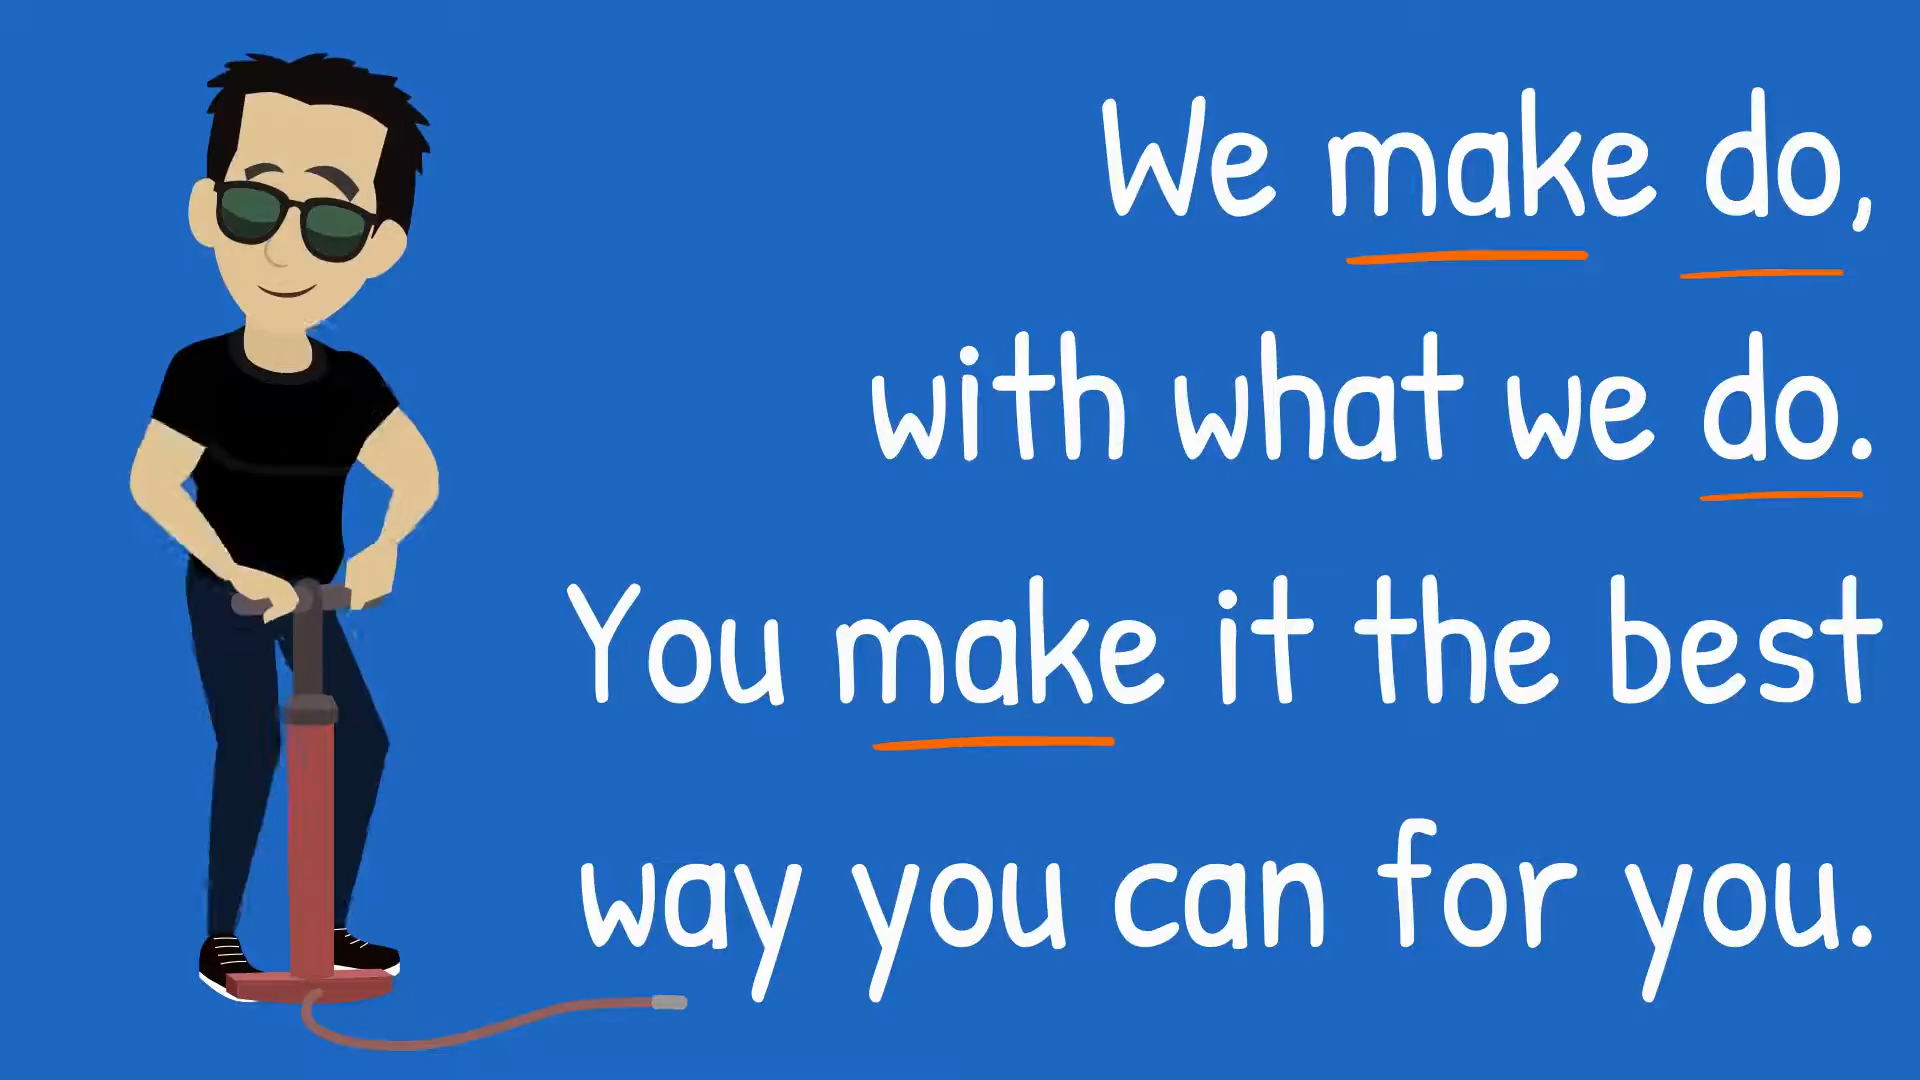 We make do,
with what we do.
You make it the best
way you can for you.